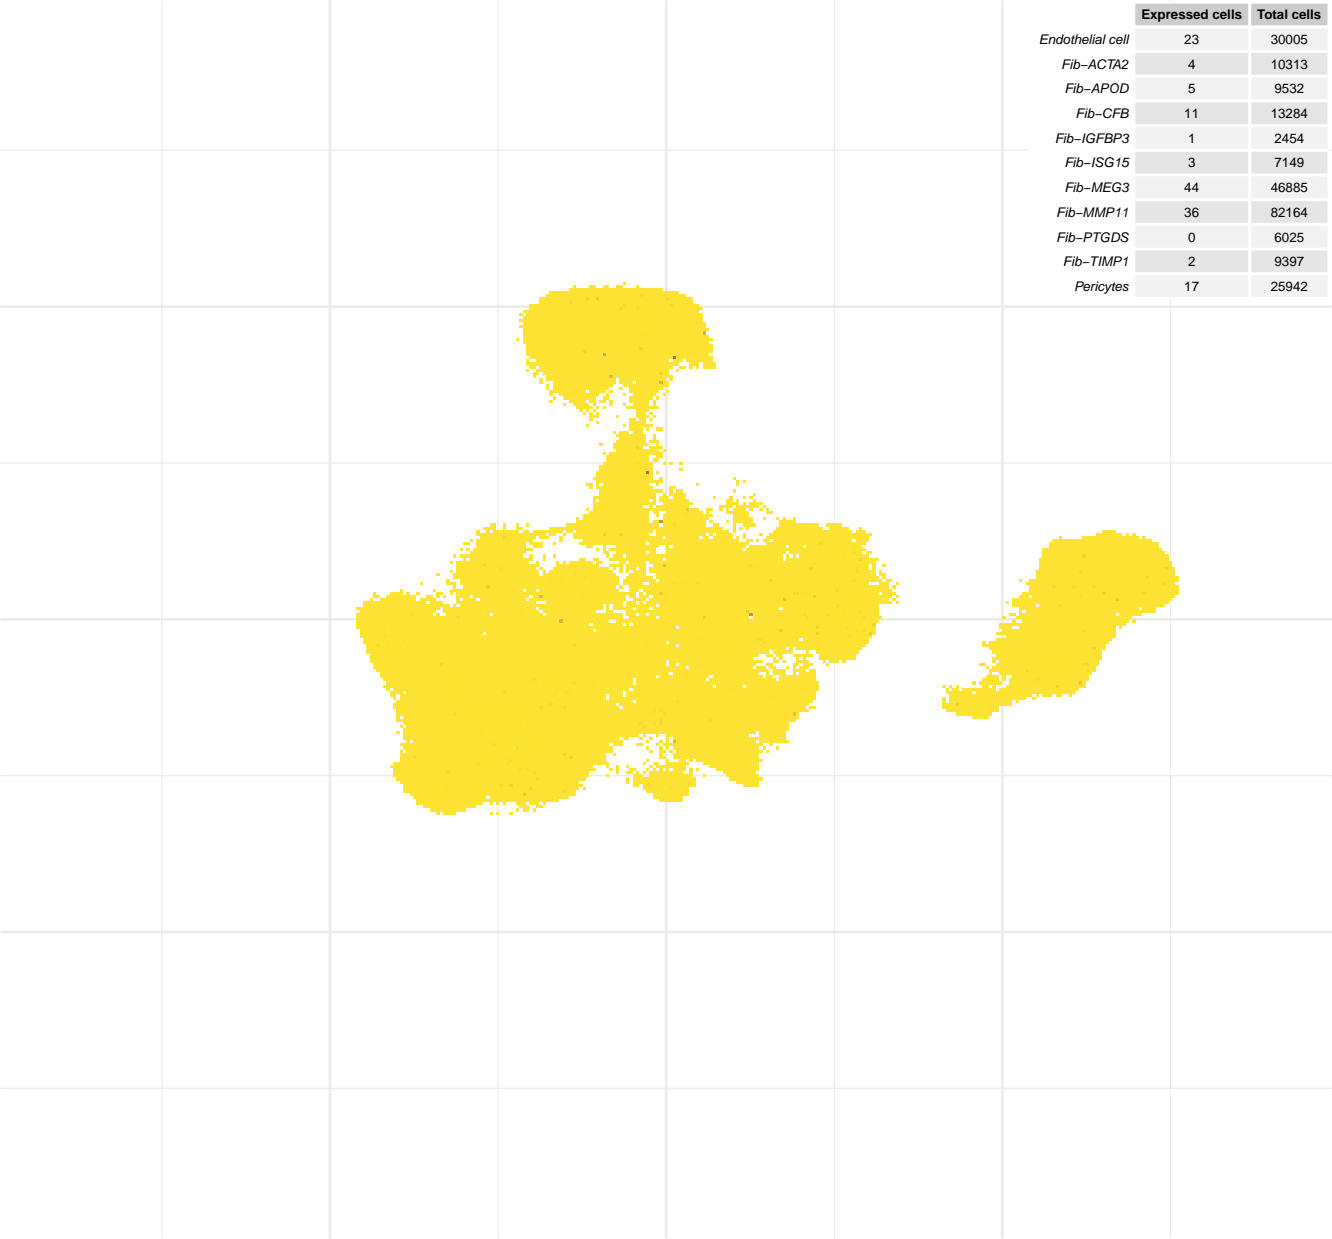 Expressed cells Total cells
Endothelial cell 23 30005
Fib−ACTA2 4 10313
Fib−APOD 5 9532
Fib−CFB 11 13284
Fib−IGFBP3 1 2454
Fib−ISG15 3 7149
Fib−MEG3 44 46885
Fib−MMP11 36 82164
Fib−PTGDS 0 6025
Fib−TIMP1 2 9397
Pericytes 17 25942